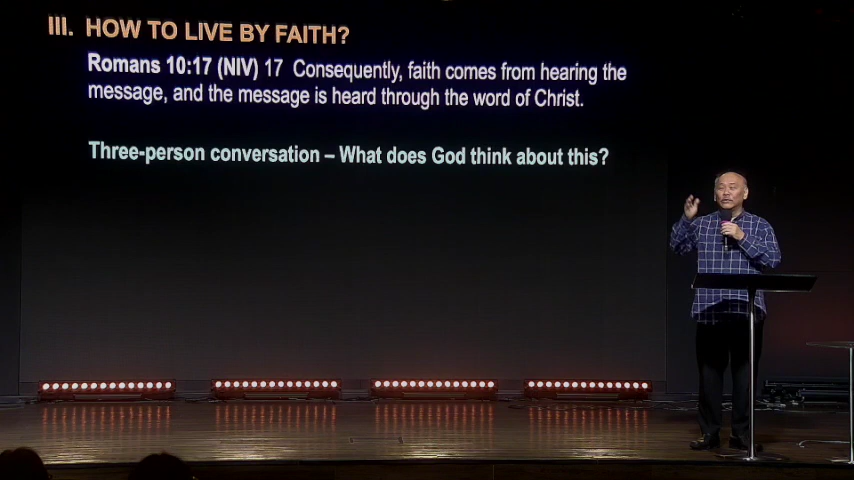 III. HOW TO LIVE BY FAITH?
Romans 10:17 (NIV) 17 Consequently, faith comes from hearing the
message, and the message is heard through the word of Christ.
Three-person conversation – What does God think about this?